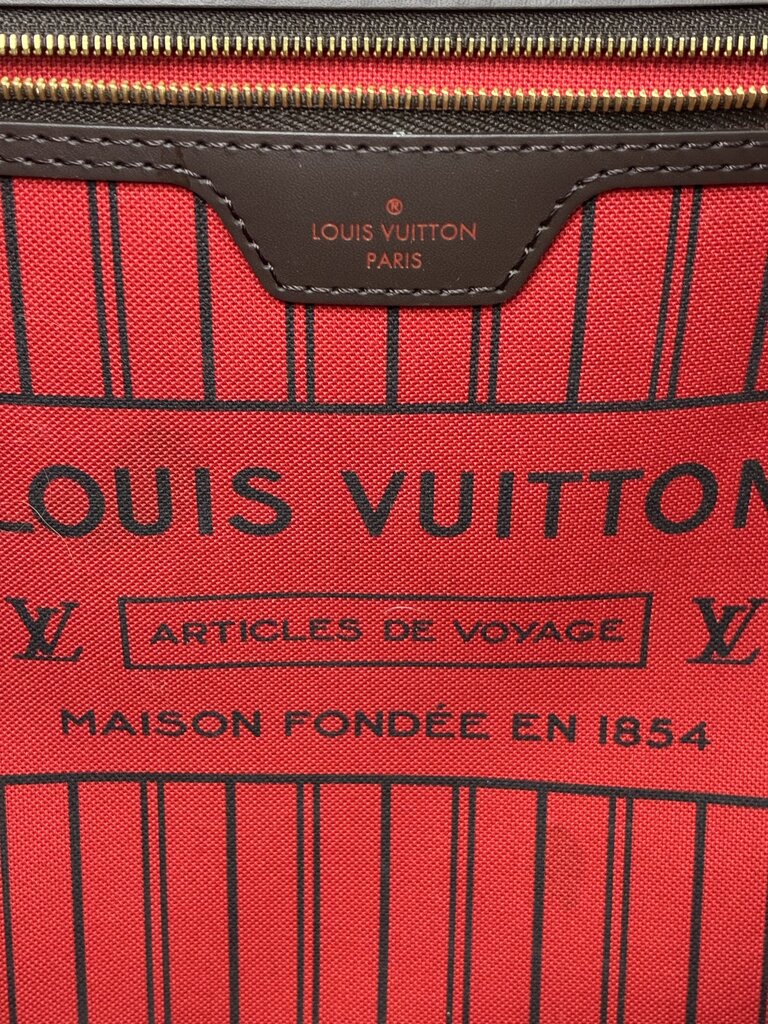 ®
LOUIS VUITTON
PARIS
LOUIS VUITTON
LV ARTICLES DE VOYAGE LV
MAISON FONDÉE EN 1854